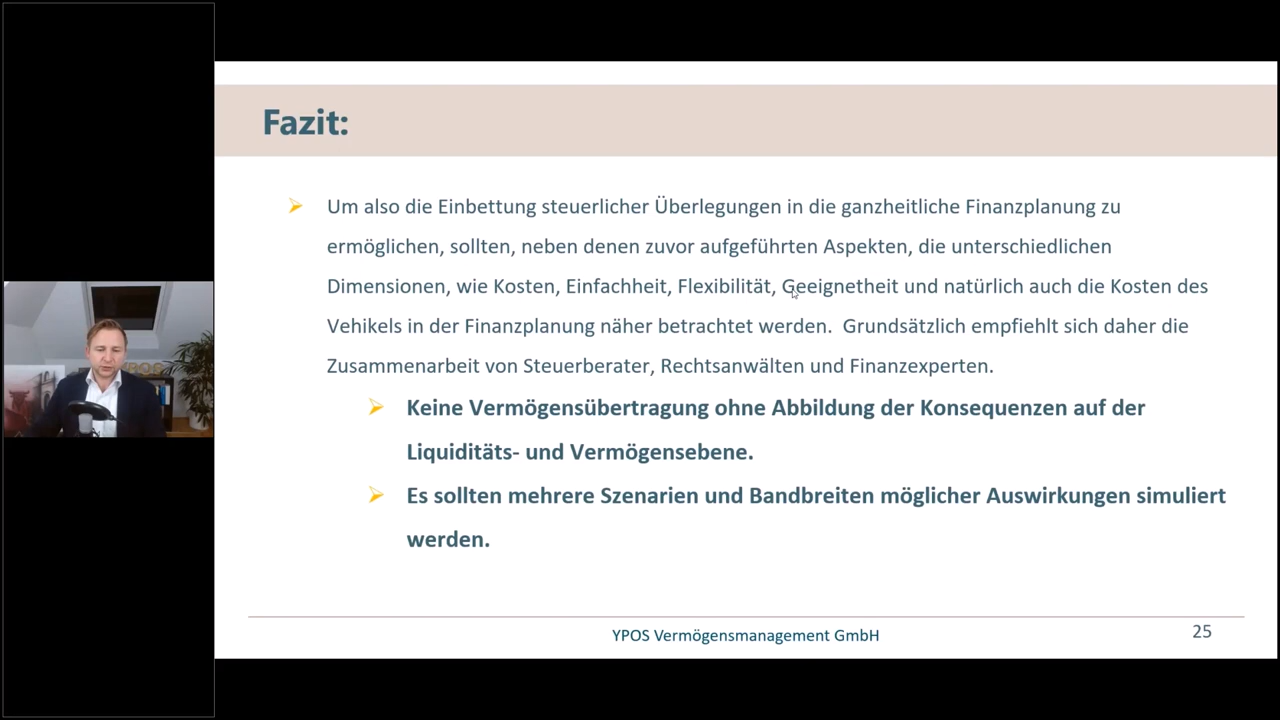 Fazit:
Um also die Einbettung steuerlicher Überlegungen in die ganzheitliche Finanzplanung zu
ermöglichen, sollten, neben denen zuvor aufgeführten Aspekten, die unterschiedlichen
Dimensionen, wie Kosten, Einfachheit, Flexibilität, Geeignetheit und natürlich auch die Kosten des
Vehikels in der Finanzplanung näher betrachtet werden.  Grundsätzlich empfiehlt sich daher die
Zusammenarbeit von Steuerberater, Rechtsanwälten und Finanzexperten.
Keine Vermögensübertragung ohne Abbildung der Konsequenzen auf der
Liquiditäts- und Vermögensebene.
Es sollten mehrere Szenarien und Bandbreiten möglicher Auswirkungen simuliert
werden.
YPOS Vermögensmanagement GmbH
25